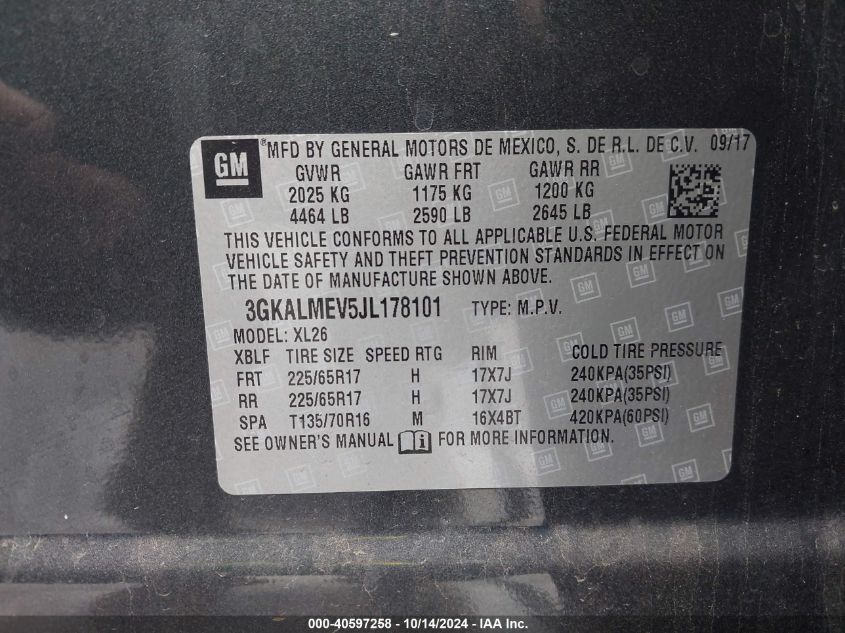 GM ®MFD BY GENERAL MOTORS DE MEXICO, S. DE R.L. DE C.V. 09/17
GVWR GAWR FRT GAWR RR
2025 KG 1175 KG 1200 KG
4464 LB 2590 LB 2645 LB
THIS VEHICLE CONFORMS TO ALL APPLICABLE U.S. FEDERAL MOTOR
VEHICLE SAFETY AND THEFT PREVENTION STANDARDS IN EFFECT ON
THE DATE OF MANUFACTURE SHOWN ABOVE.
3GKALMEV5JL178101 TYPE: M.P.V.
MODEL: XL26
XBLF TIRE SIZE SPEED RTG RIM COLD TIRE PRESSURE
FRT 225/65R17 H 17X7J 240KPA(35PSI)
RR 225/65R17 H 17X7J 240KPA(35PSI)
SPA T135/70R16 M 16X4BT 420KPA(60PSI)
SEE OWNER'S MANUAL FOR MORE INFORMATION.
000-40597258 - 10/14/2024 - IAA Inc.